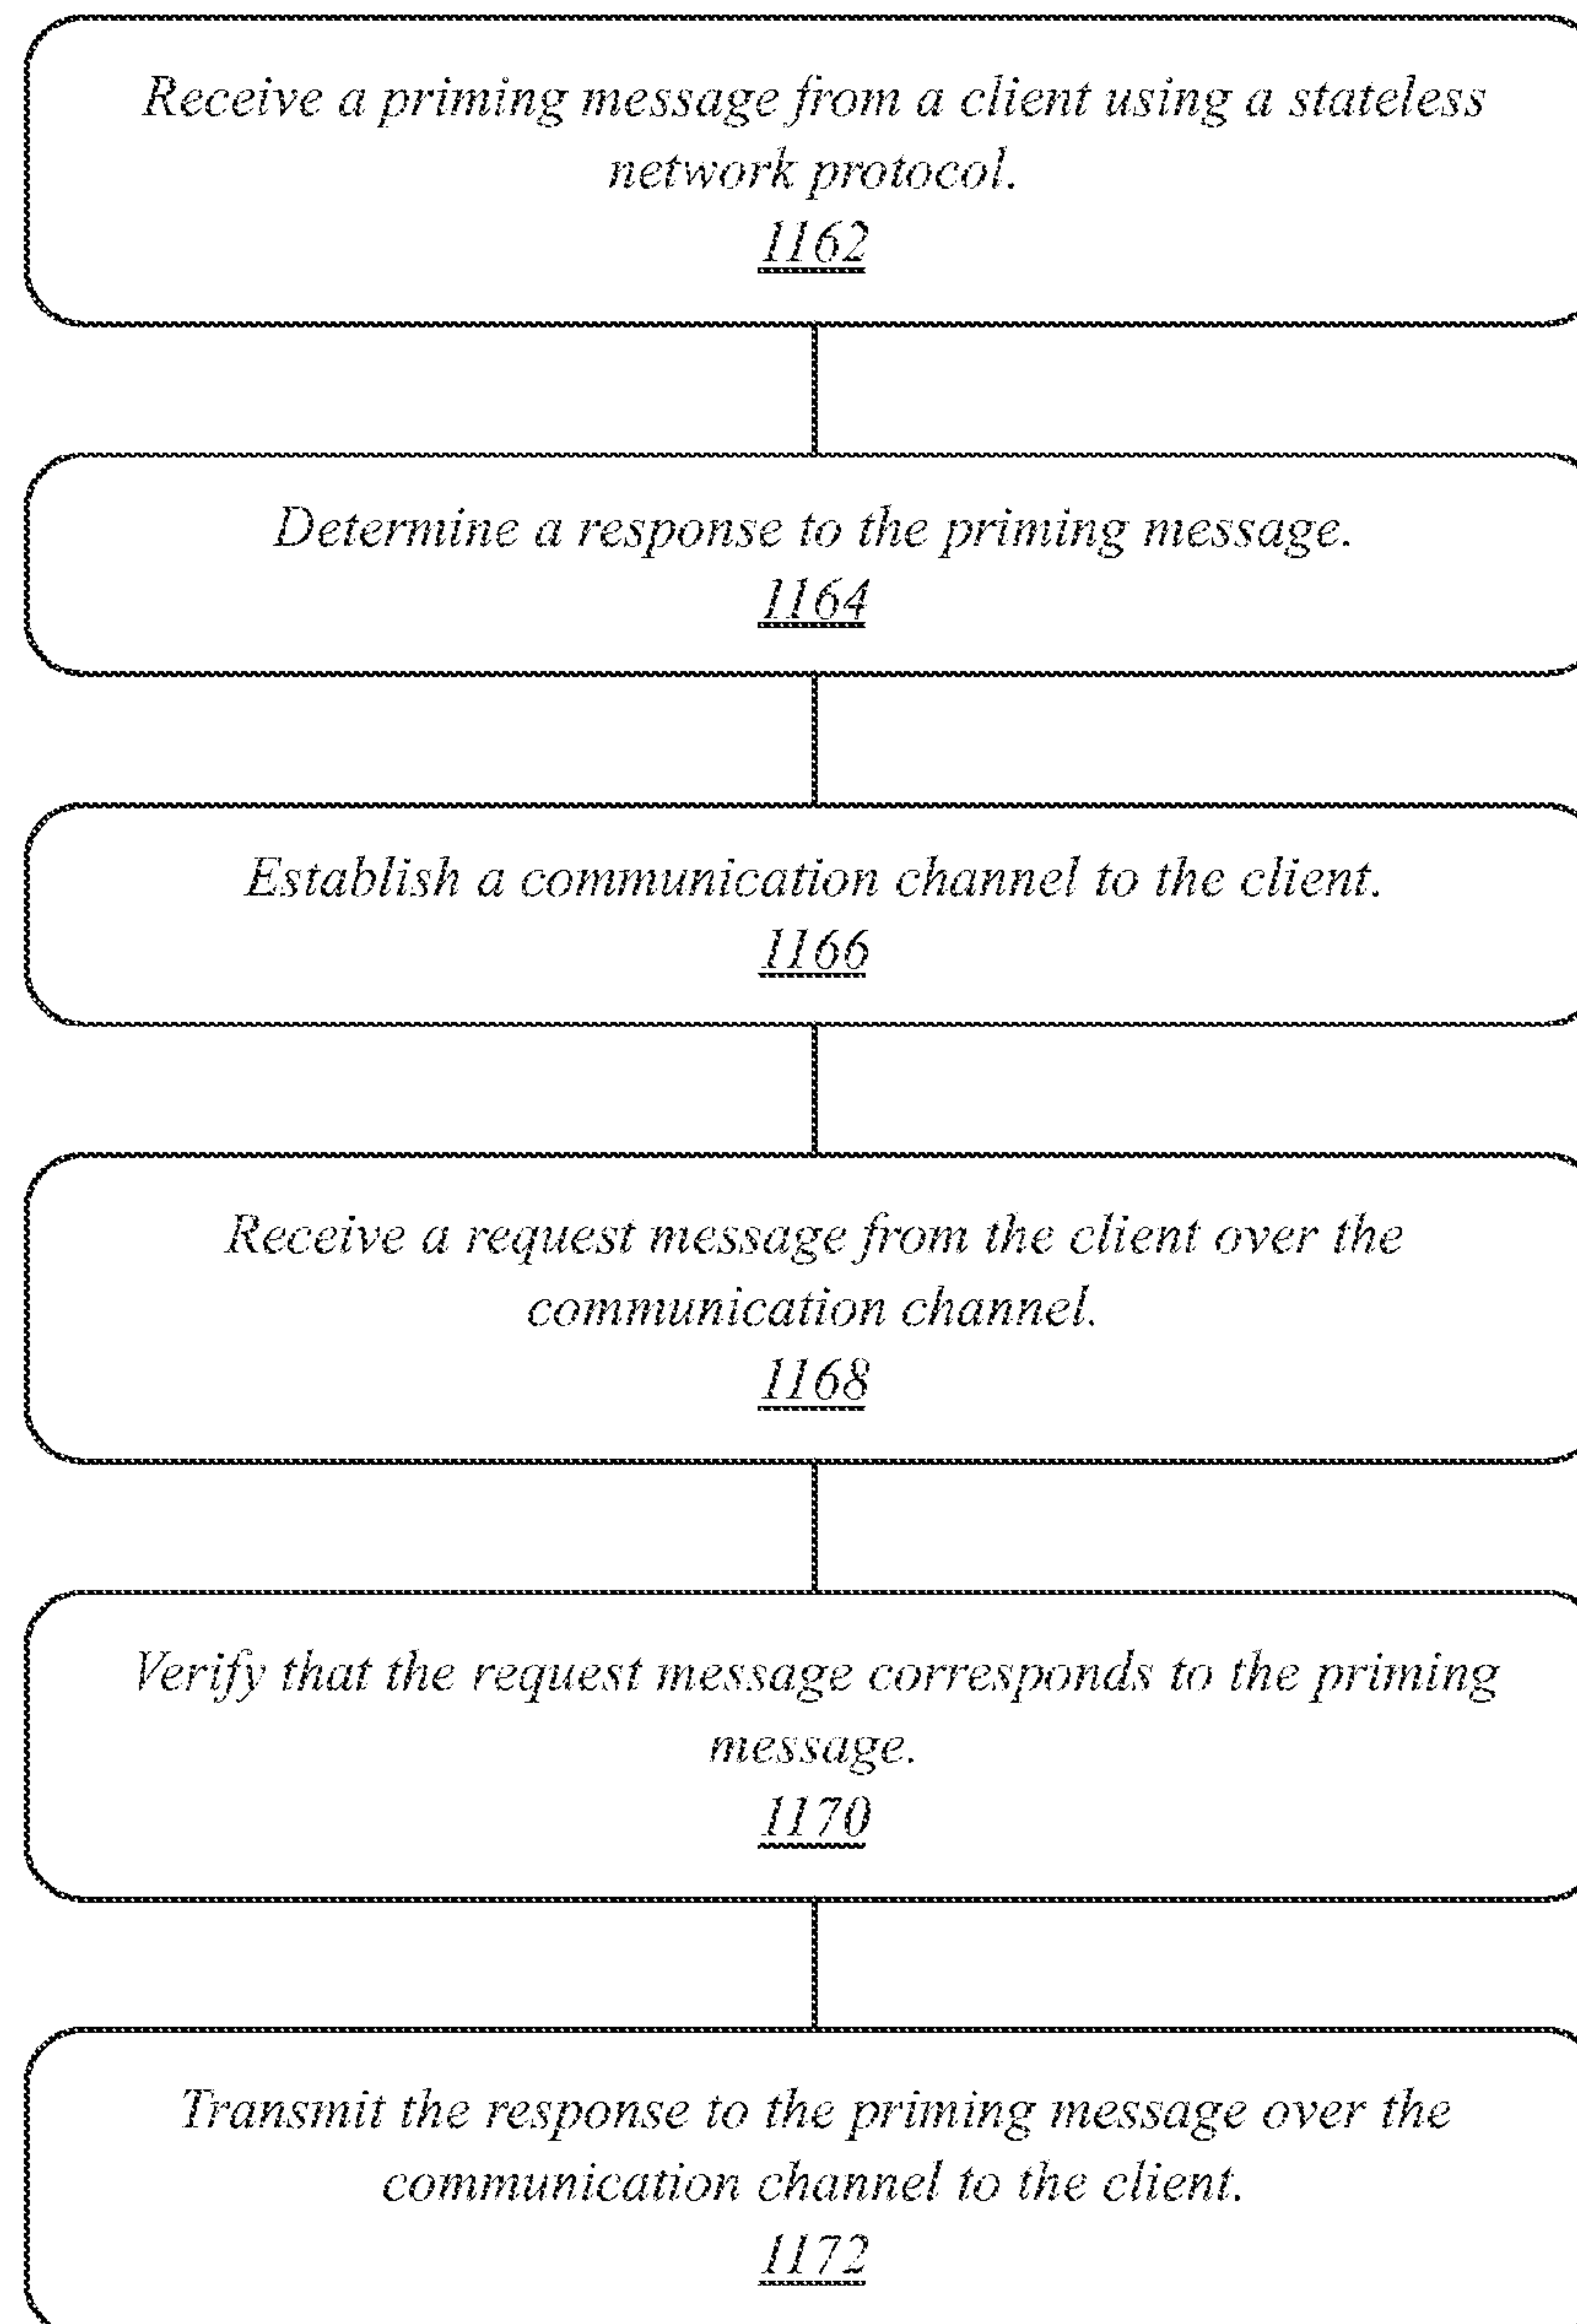 Receive a priming message from a client using a stateless
network protocol.
1162
Determine a response to the priming message.
1164
Establish a communication channel to the client.
1166
Receive a request message from the client over the
communication channel.
1168
Verify that the request message corresponds to the priming
message.
1170
Transmit the response to the priming message over the
communication channel to the client.
1172